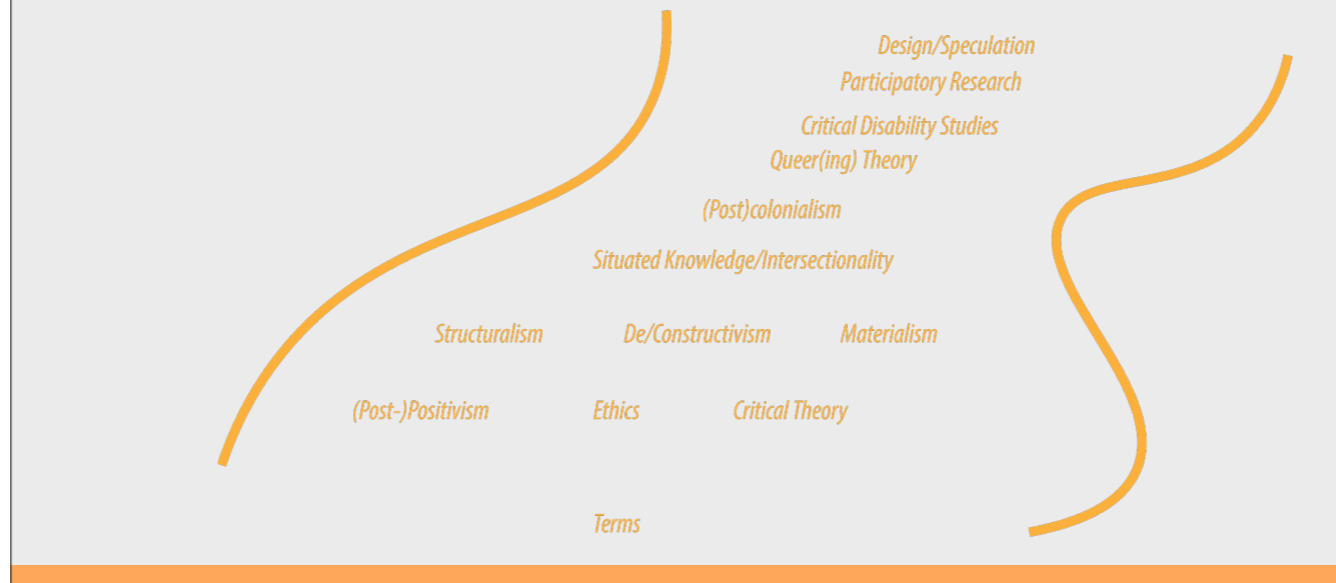 Design/Speculation
Participatory Research
Critical Disability Studies
Queer(ing) Theory
(Post)colonialism
Situated Knowledge/Intersectionality
Structuralism De/Constructivism Materialism
(Post-)Positivism Ethics Critical Theory
Terms